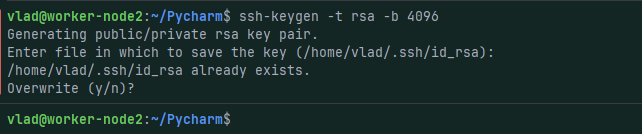 vlad@worker-node2:~/Pycharm$ ssh-keygen -t rsa -b 4096
Generating public/private rsa key pair.
Enter file in which to save the key (/home/vlad/.ssh/id_rsa):
/home/vlad/.ssh/id_rsa already exists.
Overwrite (y/n)?
vlad@worker-node2:~/Pycharm$